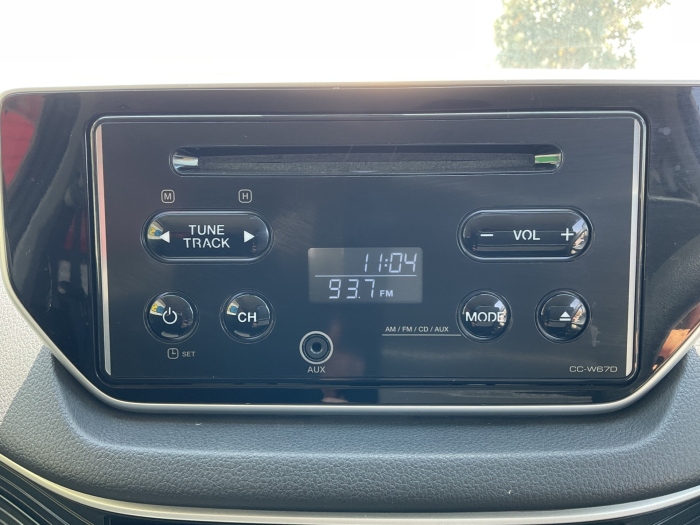 M H
◀ TUNE TRACK ▶
− VOL +
11:04
93.7 FM
CH
MODE
AM / FM / CD / AUX
SET
AUX
CC-W67D